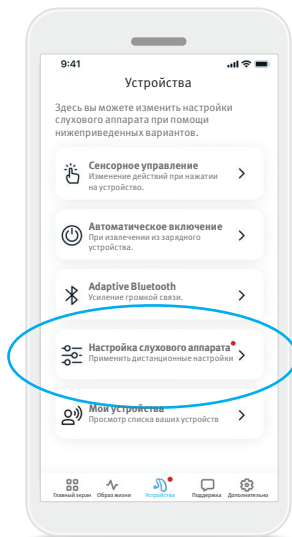 9:41
Устройства
Здесь вы можете изменить настройки
слухового аппарата при помощи
нижеприведенных вариантов.
Сенсорное управление
Изменение действий при нажатии
на устройство.
Автоматическое включение
При извлечении из зарядного
устройства.
Adaptive Bluetooth
Усиление громкой связи.
Настройка слухового аппарата
Применить дистанционные настройки
Мои устройства
Просмотр списка ваших устройств
Главный экран Образ жизни Устройства Поддержка Дополнительно